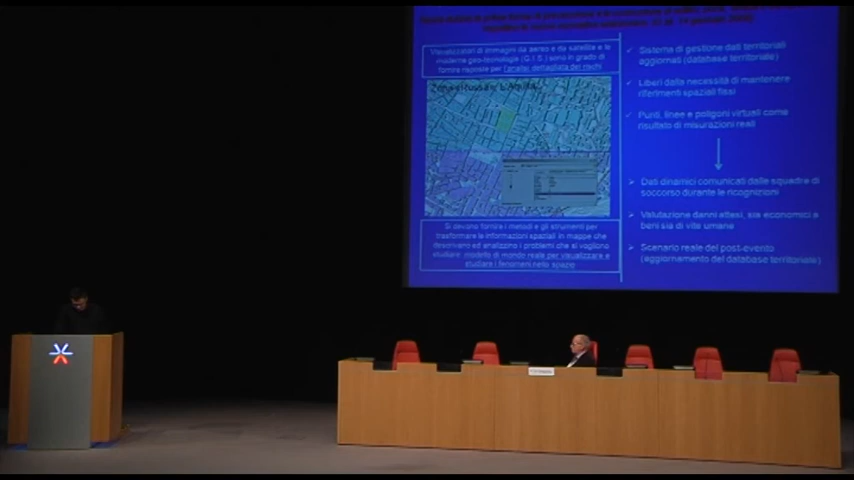 Visualizzatori di immagini da aereo e da satellite e le
moderne geo-tecnologie (G.I.S.) sono in grado di
fornire risposte per l'analisi dettagliata dei rischi
Sistema di gestione dati territoriali
aggiornati (database territoriale)
Liberi dalla necessità di mantenere
riferimenti spaziali fissi
Punti, linee e poligoni virtuali come
risultato di misurazioni reali
L'Aquila
Dati dinamici comunicati dalle squadre di
soccorso durante le ricognizioni
Valutazione danni attesi, sia economici a
beni sia di vite umane
Scenario reale del post-evento
(aggiornamento del database territoriale)
Si devono fornire i metodi e gli strumenti per
trasformare le informazioni spaziali in mappe che
descrivano ed analizzino i problemi che si vogliono
studiare: modello di mondo reale per visualizzare e
studiare i fenomeni nello spazio